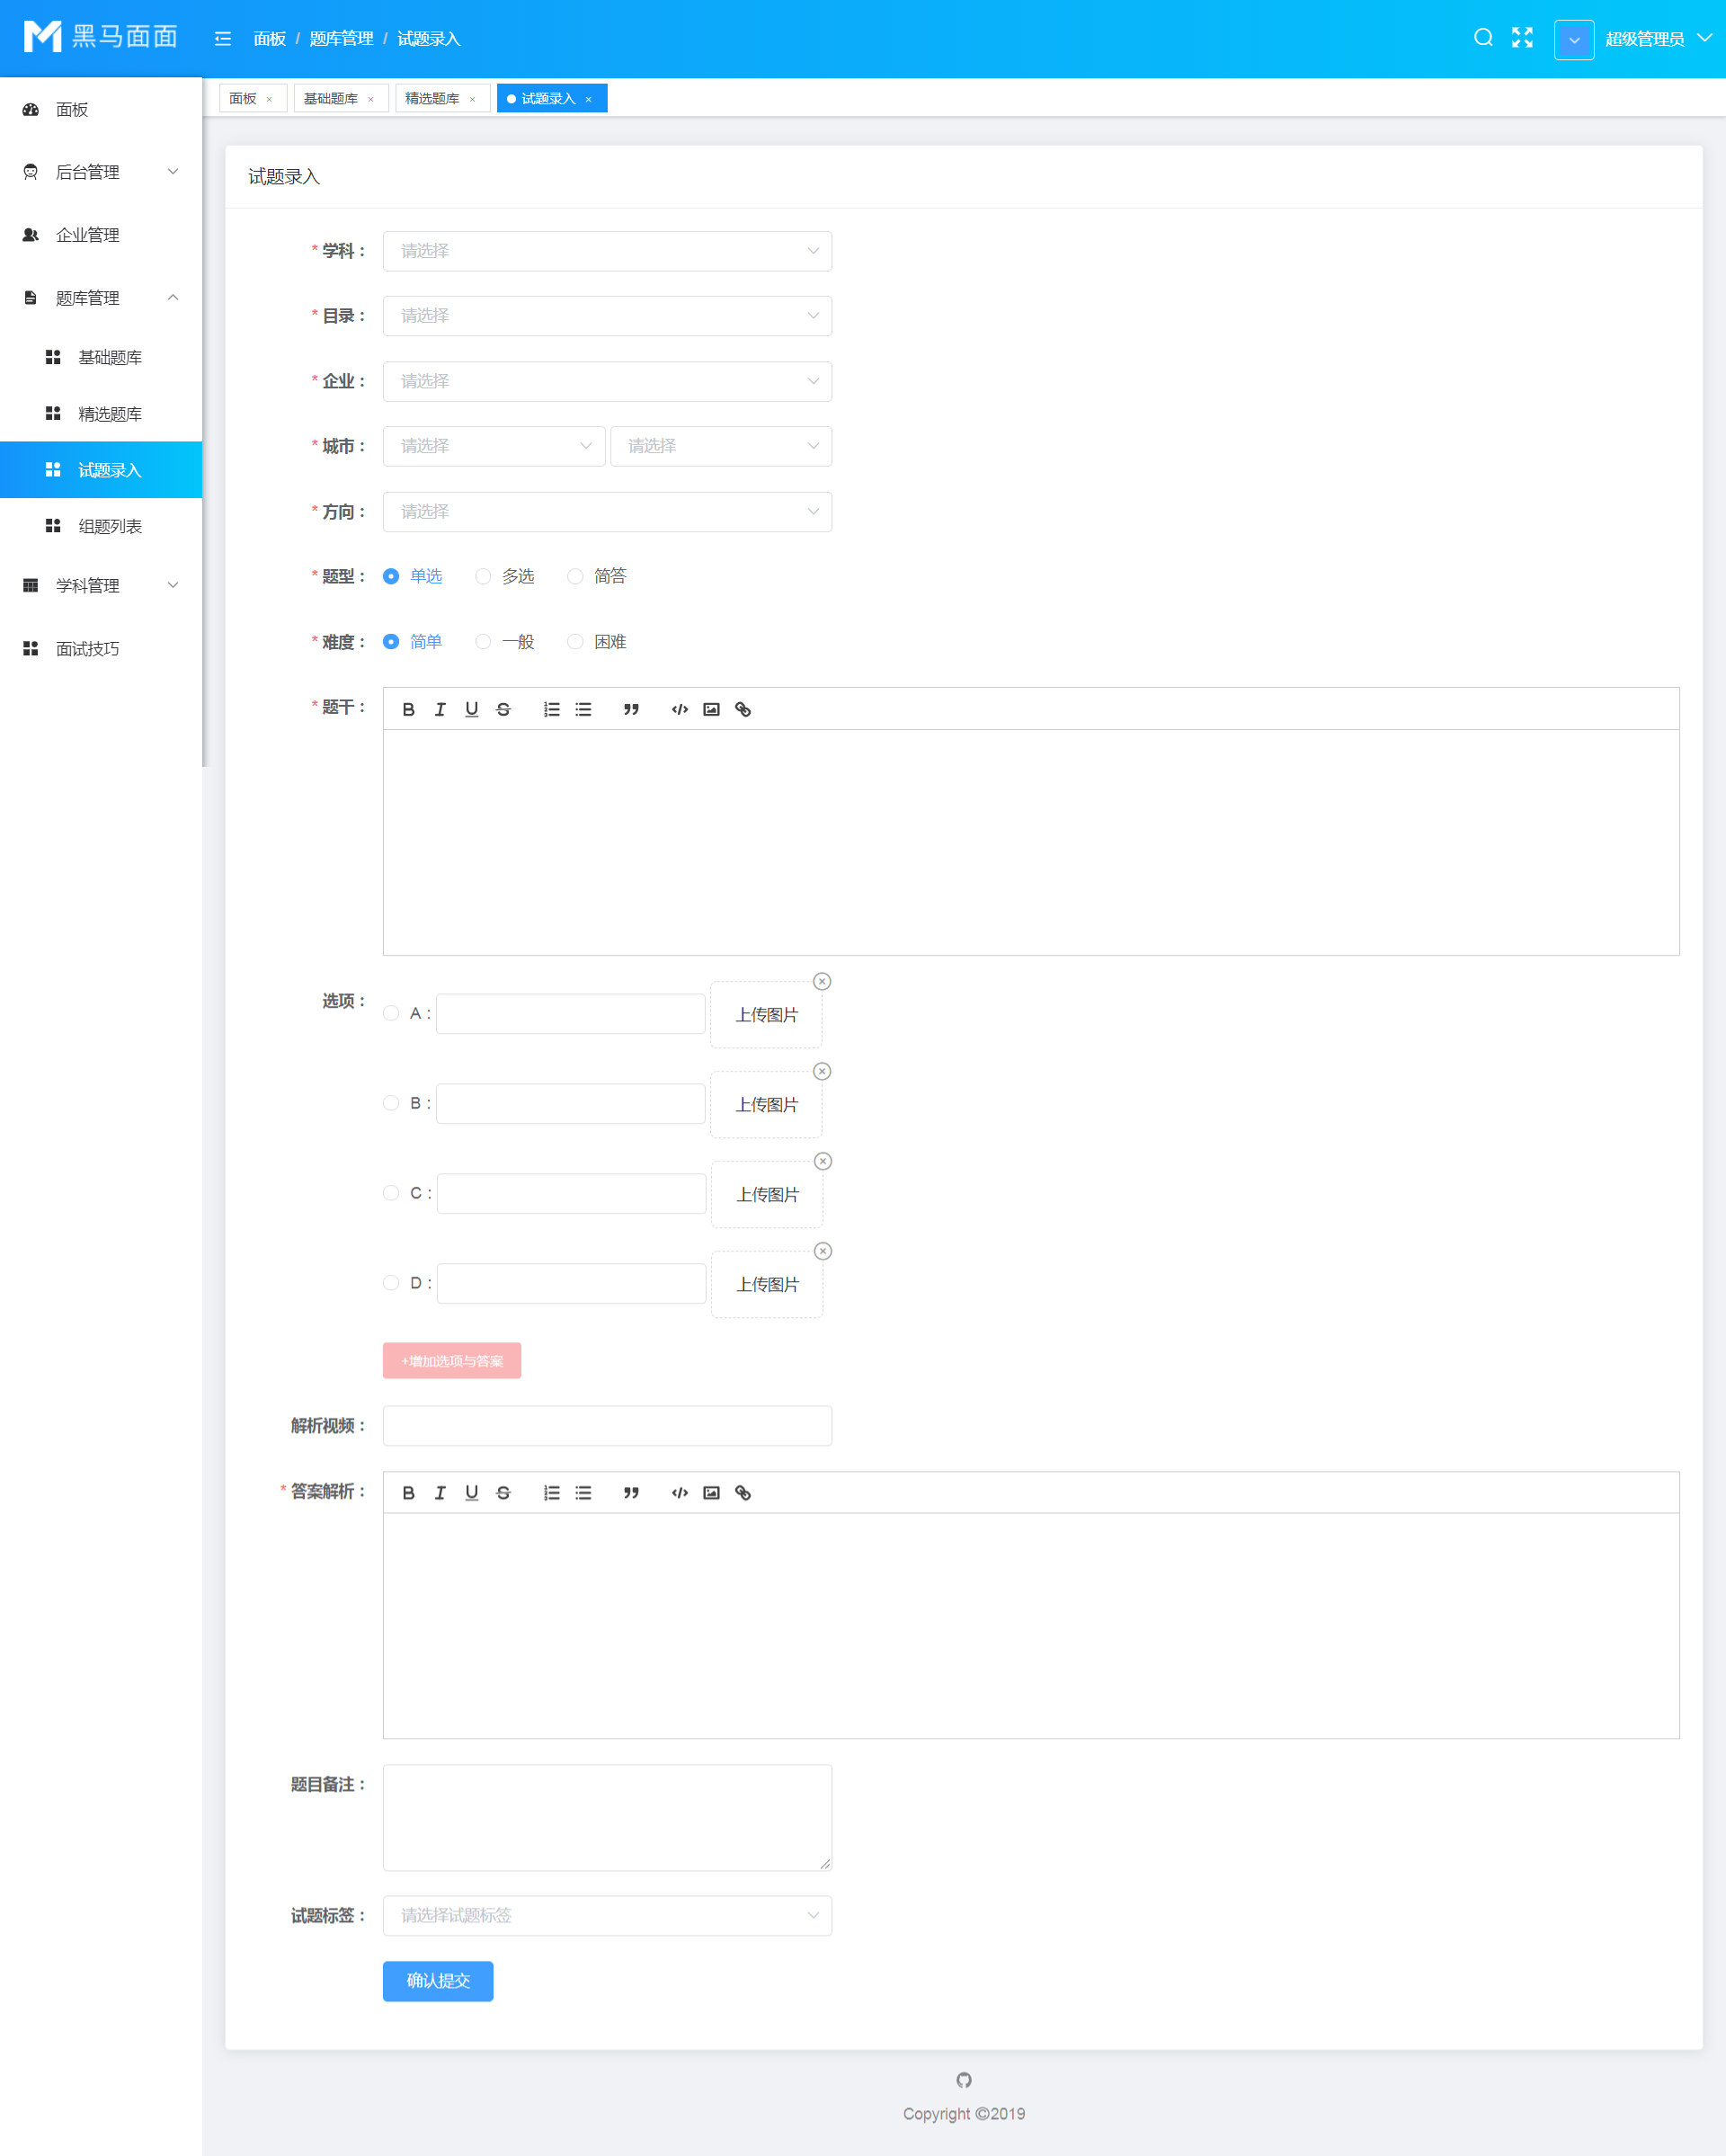 黑马面面
面板 / 题库管理 / 试题录入
超级管理员
面板 ×
基础题库 ×
精选题库 ×
试题录入 ×
面板
后台管理
企业管理
题库管理
基础题库
精选题库
试题录入
组题列表
学科管理
面试技巧
试题录入
* 学科： 请选择
* 目录： 请选择
* 企业： 请选择
* 城市： 请选择 请选择
* 方向： 请选择
* 题型： 单选 多选 简答
* 难度： 简单 一般 困难
* 题干：
选项： A： 上传图片
B： 上传图片
C： 上传图片
D： 上传图片
+增加选项与答案
解析视频：
* 答案解析：
题目备注：
试题标签： 请选择试题标签
确认提交
Copyright ©2019